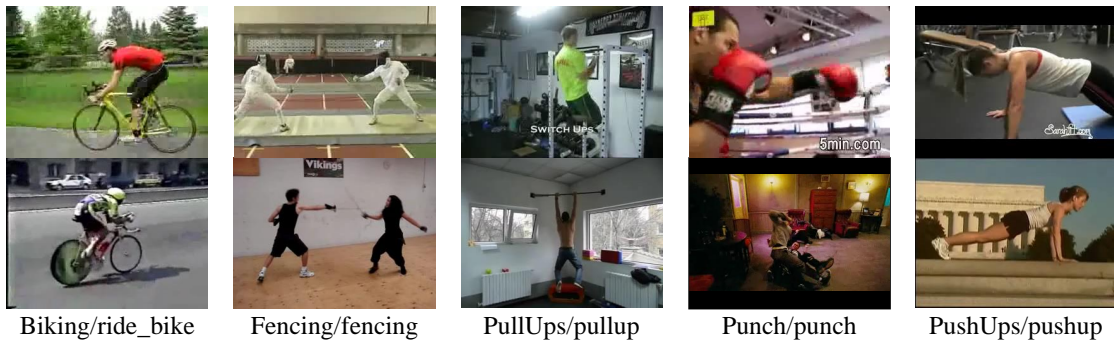 SWITCH UPS
5min.com
Vikings
Biking/ride_bike
Fencing/fencing
PullUps/pullup
Punch/punch
PushUps/pushup